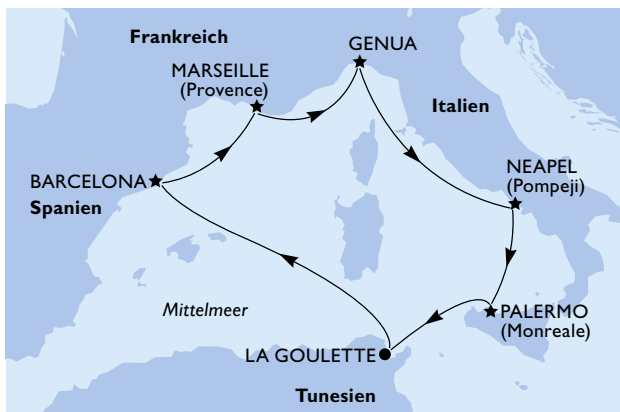 Frankreich
GENUA
MARSEILLE
(Provence)
Italien
NEAPEL
(Pompeji)
BARCELONA
Spanien
Mittelmeer
PALERMO
(Monreale)
LA GOULETTE
Tunesien